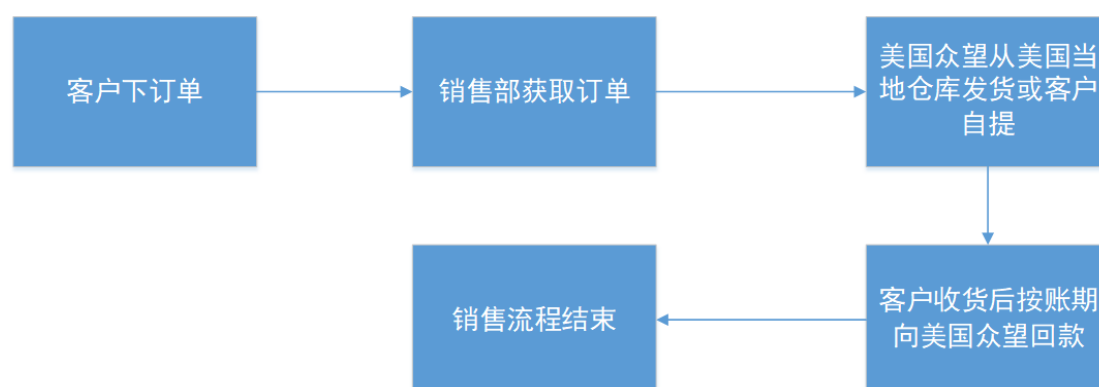 客户下订单
销售部获取订单
美国众望从美国当
地仓库发货或客户
自提
客户收货后按账期
向美国众望回款
销售流程结束